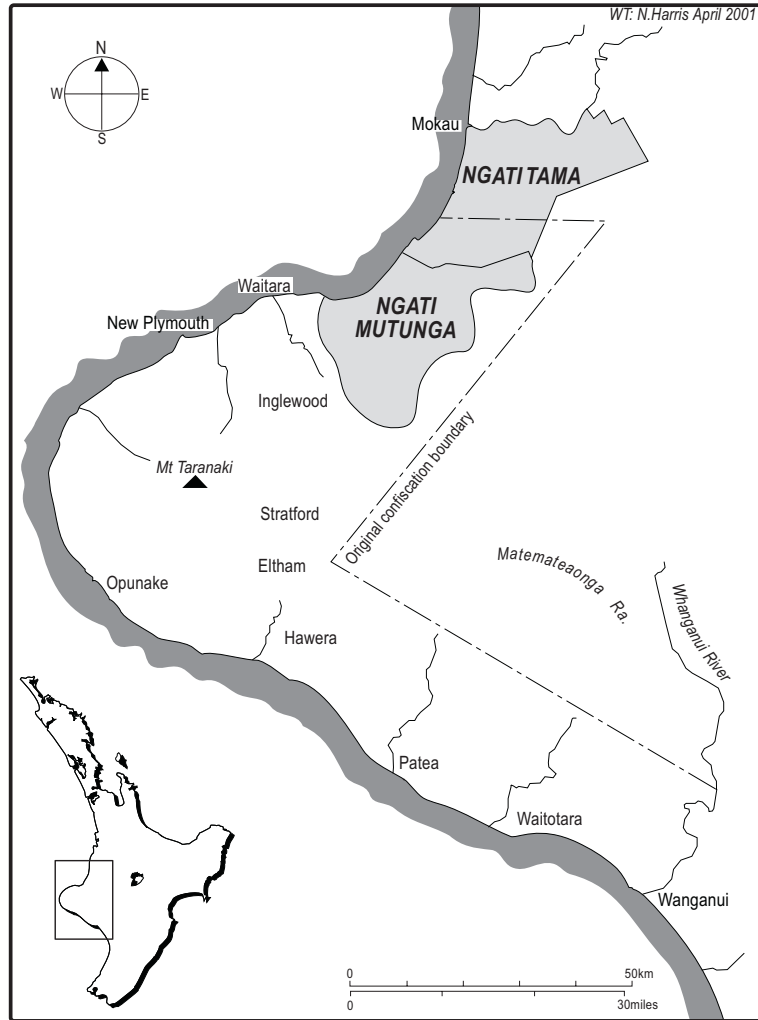 WT: N.Harris April 2001
N
W
E
S
Mokau
NGATI TAMA
Waitara
NGATI
MUTUNGA
New Plymouth
Inglewood
Mt Taranaki
Original confiscation boundary
Stratford
Eltham
Matemateaonga Ra.
Whanganui River
Opunake
Hawera
Patea
Waitotara
Wanganui
0 50km
0 30miles